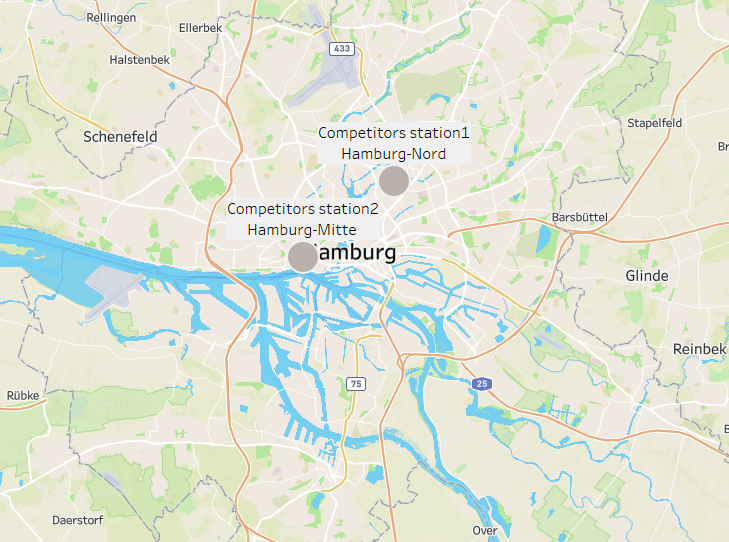 Rellingen
Ellerbek
433
Halstenbek
Schenefeld
Stapelfeld
Competitors station1
Hamburg-Nord
Br
Competitors station2
Hamburg-Mitte
Barsbüttel
amburg
Glinde
Reinbek
75
25
Rübke
Daerstorf
Over